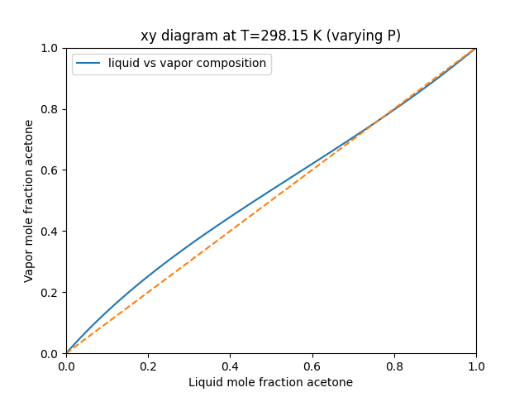 xy diagram at T=298.15 K (varying P)
liquid vs vapor composition
Vapor mole fraction acetone
1.0
0.8
0.6
0.4
0.2
0.0
0.0 0.2 0.4 0.6 0.8 1.0
Liquid mole fraction acetone